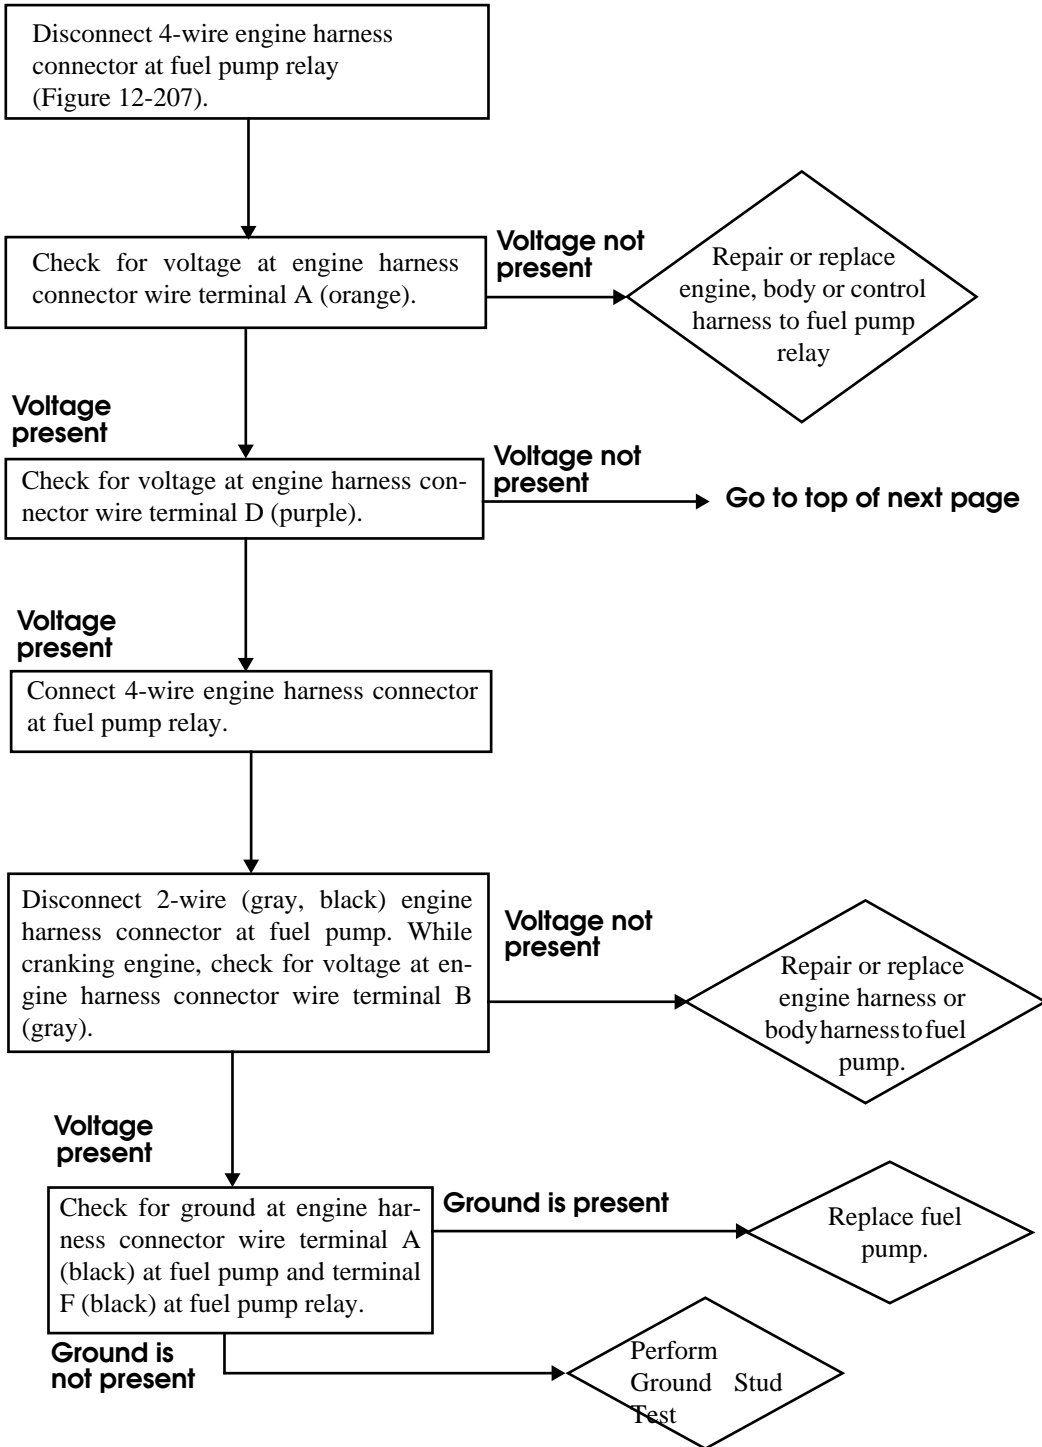 Disconnect 4-wire engine harness
connector at fuel pump relay
(Figure 12-207).
Check for voltage at engine harness
connector wire terminal A (orange).
Voltage not
present
Repair or replace
engine, body or control
harness to fuel pump
relay
Voltage
present
Check for voltage at engine harness con-
nector wire terminal D (purple).
Voltage not
present
Go to top of next page
Voltage
present
Connect 4-wire engine harness connector
at fuel pump relay.
Disconnect 2-wire (gray, black) engine
harness connector at fuel pump. While
cranking engine, check for voltage at en-
gine harness connector wire terminal B
(gray).
Voltage not
present
Repair or replace
engine harness or
body harness to fuel
pump.
Voltage
present
Check for ground at engine har-
ness connector wire terminal A
(black) at fuel pump and terminal
F (black) at fuel pump relay.
Ground is present
Replace fuel
pump.
Ground is
not present
Perform
Ground Stud
Test